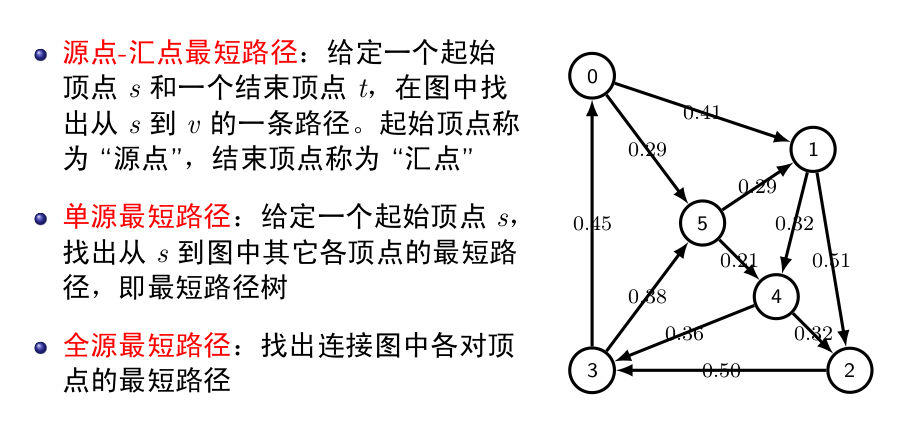 源点-汇点最短路径：给定一个起始
顶点 s 和一个结束顶点 t，在图中找
出从 s 到 v 的一条路径。起始顶点称
为 “源点”，结束顶点称为 “汇点”
单源最短路径：给定一个起始顶点 s，
找出从 s 到图中其它各顶点的最短路
径，即最短路径树
全源最短路径：找出连接图中各对顶
点的最短路径
0
0.41
1
0.29
0.29
5
0.45
0.32
0.21
0.51
4
0.38
0.36
0.32
3
0.50
2